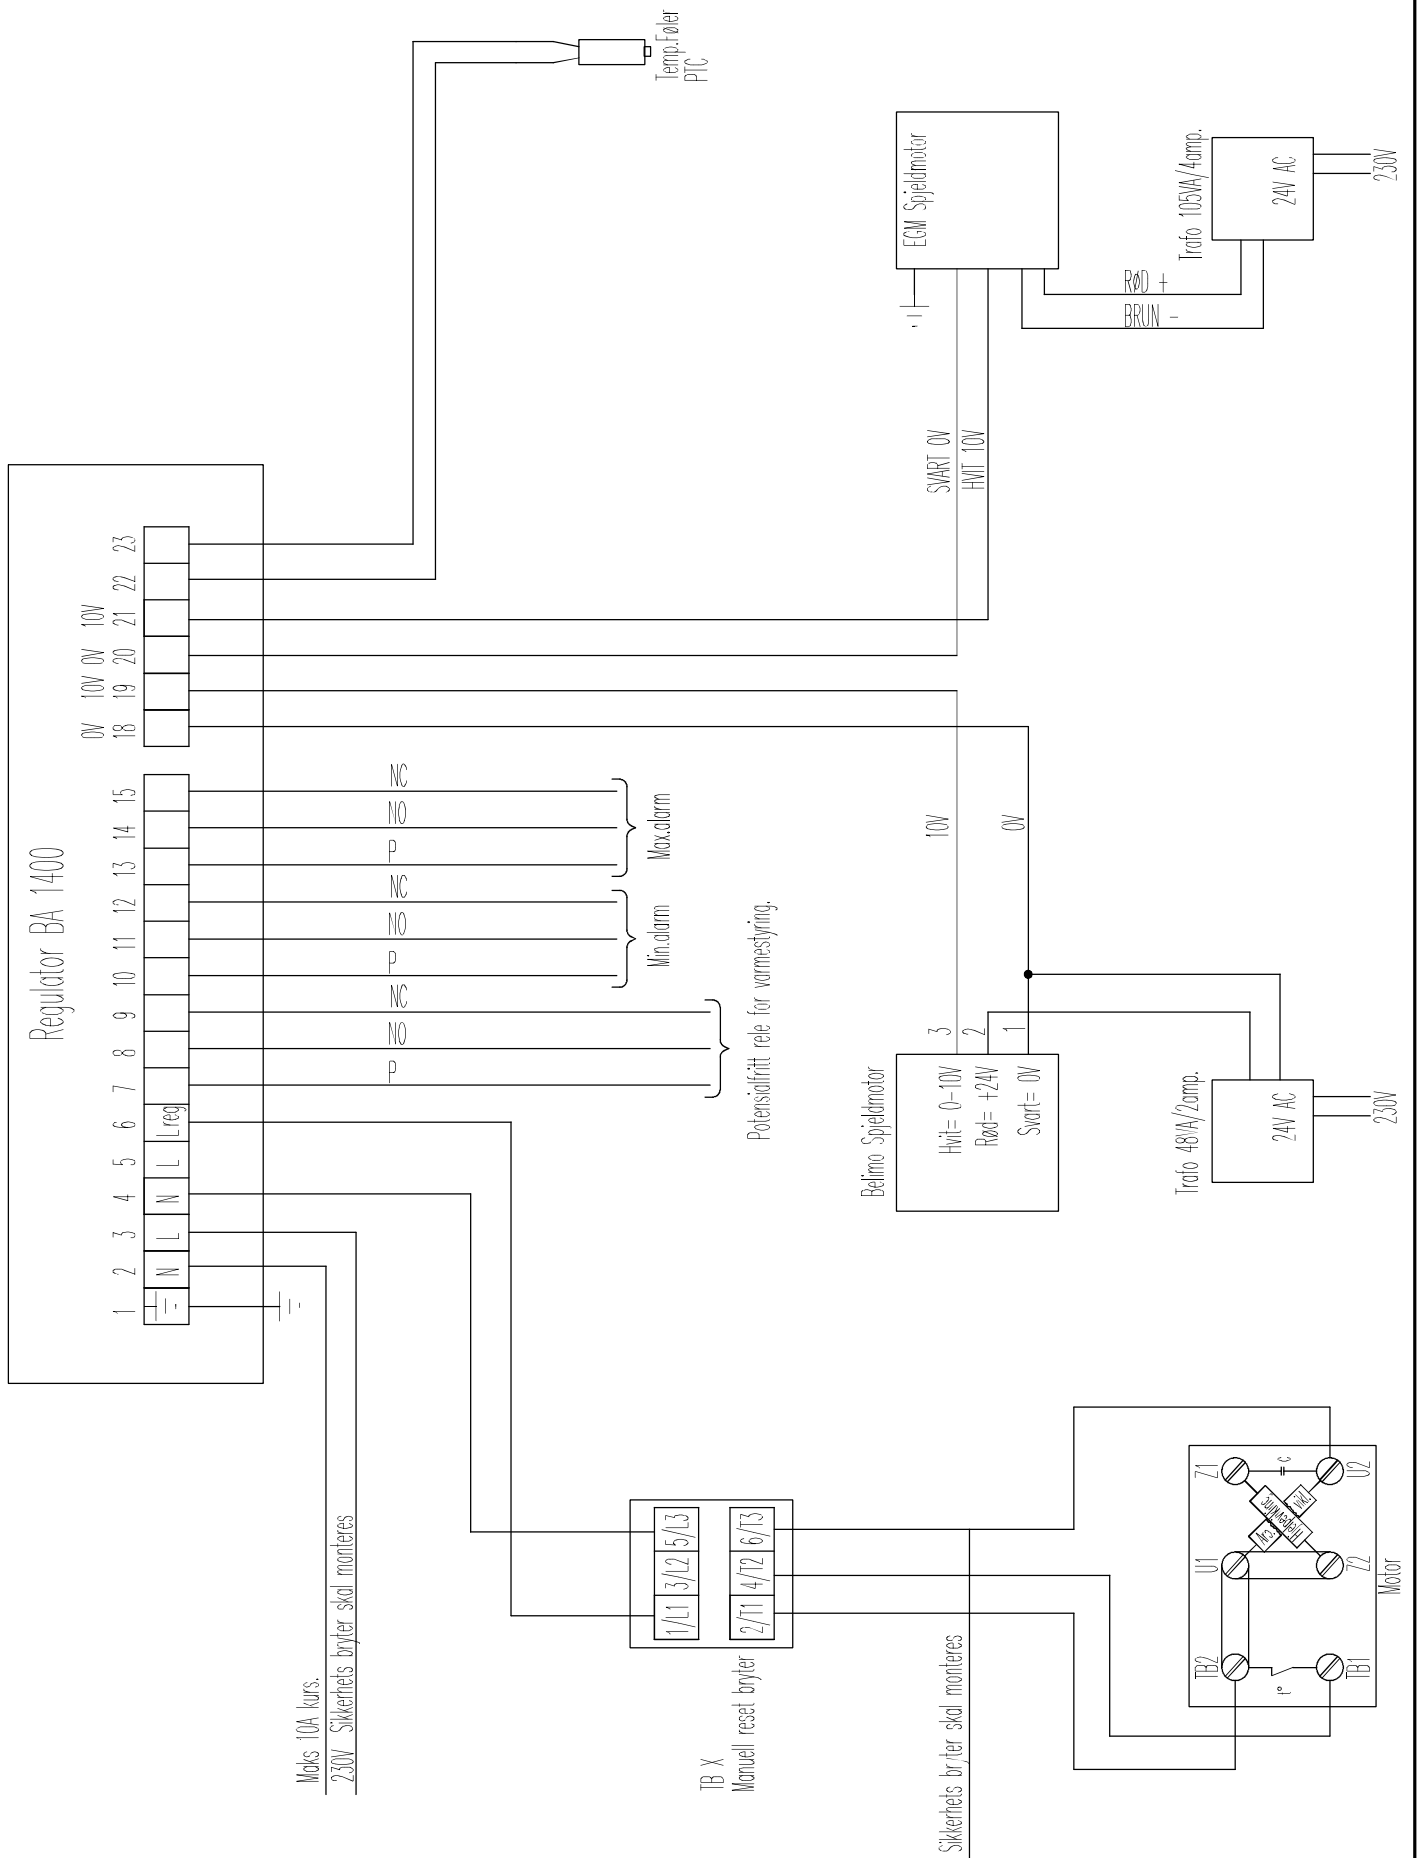 Regulator BA 1400
1 2 3 4 5 6 7 8 9 10 11 12 13 14 15 18 19 20 21 22 23
0V 10V 0V 10V
N L N L Lreg
P NO NC P NO NC P NO NC
Maks 10A kurs.
230V Sikkerhets bryter skal monteres
Potensialfritt rele for varmestyring.
Min.alarm
Max.alarm
Temp.Føler
PTC
TB X
Manuell reset bryter
1/L1 3/L2 5/L3
2/T1 4/T2 6/T3
Sikkerhets bryter skal monteres
Belimo Spjeldmotor
Hvit= 0-10V
Rød= +24V
Svart= 0V
3
2
1
10V
0V
SVART 0V
HVIT 10V
EGM Spjeldmotor
RØD +
BRUN -
Trafo 48VA/2amp.
24V AC
230V
Trafo 105VA/4amp.
24V AC
230V
TB2 U1 Z1
t° c
TB1 Z2 U2
Motor